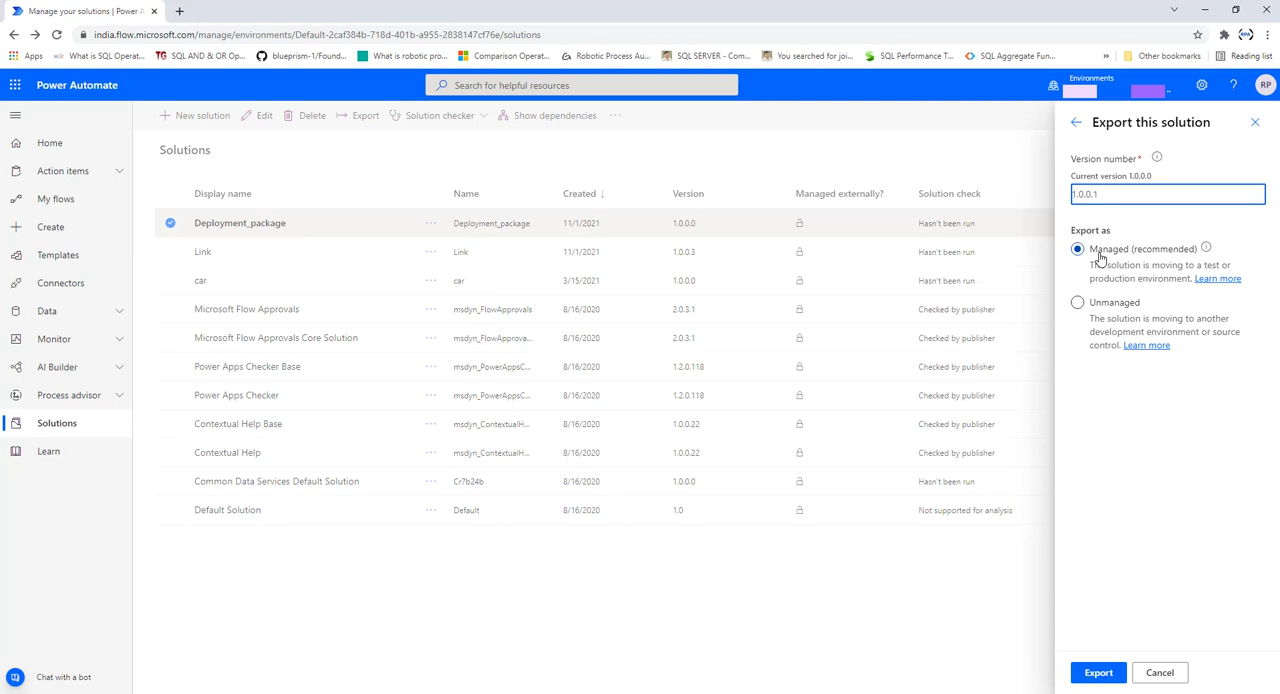 Manage your solutions | Power A
india.flow.microsoft.com/manage/environments/Default-2caf384b-718d-401b-a955-2838147cf76e/solutions
Apps What is SQL Operat... SQL AND & OR Op... blueprism-1/Found... What is robotic pro... Comparison Operat... Robotic Process Au... SQL SERVER - Com... You searched for joi... SQL Performance T... SQL Aggregate Fun... » Other bookmarks Reading list
Power Automate
Search for helpful resources
Environments
? RP
New solution Edit Delete Export Solution checker Show dependencies ...
Export this solution
Home
Action items
My flows
Create
Templates
Connectors
Data
Monitor
AI Builder
Process advisor
Solutions
Learn
Chat with a bot
Solutions
Display name Name Created ↓ Version Managed externally? Solution check
Deployment_package ... Deployment_package 11/1/2021 1.0.0.0 Hasn't been run
Link ... Link 11/1/2021 1.0.0.3 Hasn't been run
car ... car 3/15/2021 1.0.0.0 Hasn't been run
Microsoft Flow Approvals ... msdyn_FlowApprovals 8/16/2020 2.0.3.1 Checked by publisher
Microsoft Flow Approvals Core Solution ... msdyn_FlowApprova... 8/16/2020 2.0.3.1 Checked by publisher
Power Apps Checker Base ... msdyn_PowerAppsC... 8/16/2020 1.2.0.118 Checked by publisher
Power Apps Checker ... msdyn_PowerAppsC... 8/16/2020 1.2.0.118 Checked by publisher
Contextual Help Base ... msdyn_ContextualH... 8/16/2020 1.0.0.22 Checked by publisher
Contextual Help ... msdyn_ContextualH... 8/16/2020 1.0.0.22 Checked by publisher
Common Data Services Default Solution ... Cr7b24b 8/16/2020 1.0.0.0 Hasn't been run
Default Solution ... Default 8/16/2020 1.0 Not supported for analysis
Version number*
Current version 1.0.0.0
1.0.0.1
Export as
Managed (recommended)
solution is moving to a test or
production environment. Learn more
Unmanaged
The solution is moving to another
development environment or source
control. Learn more
Export Cancel